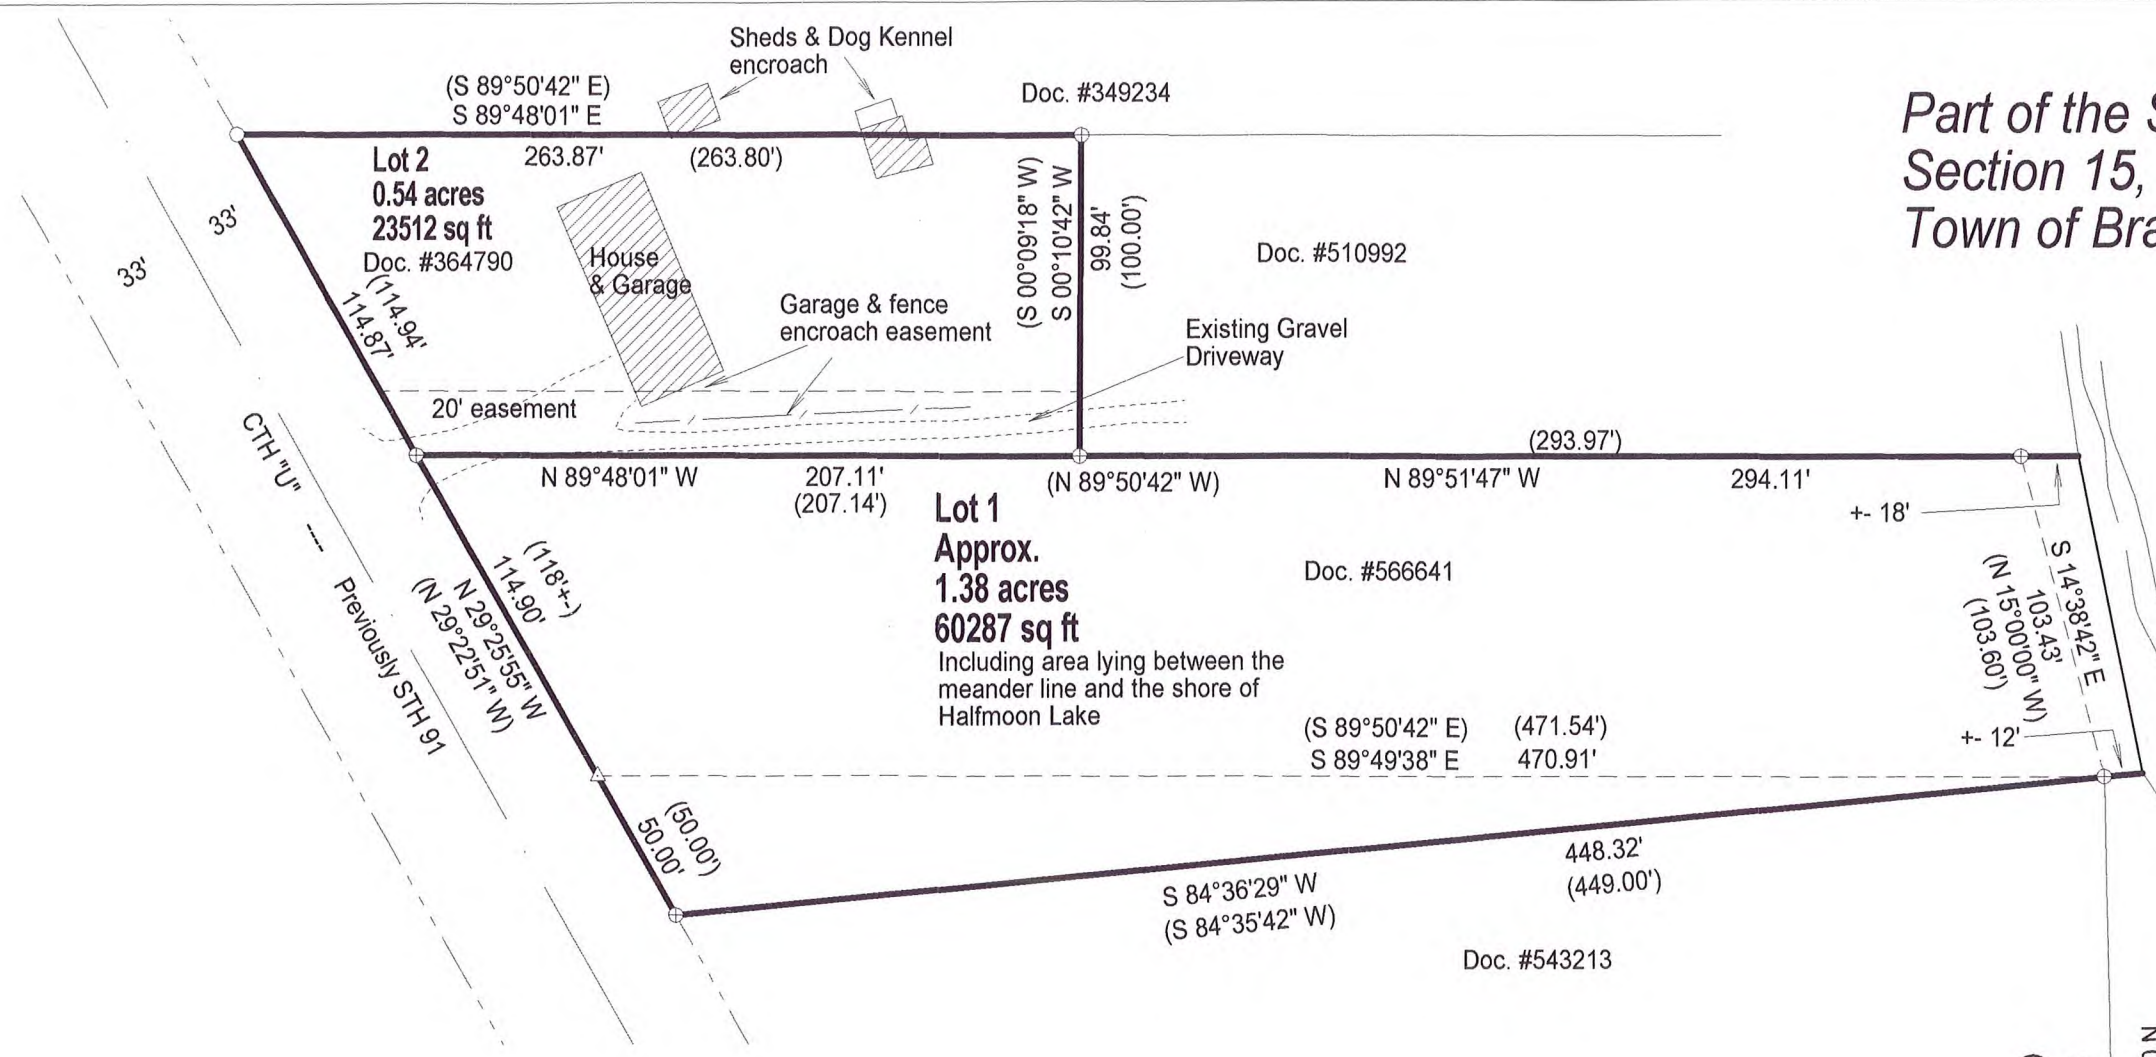 Sheds & Dog Kennel
encroach
(S 89°50'42" E)
S 89°48'01" E
Doc. #349234
263.87' (263.80')
Lot 2
0.54 acres
23512 sq ft
Doc. #364790
33'
33'
House
& Garage
(114.94'
114.87'
Garage & fence
encroach easement
(S 00°09'18" W)
S 00°10'42" W
99.84'
(100.00')
Doc. #510992
Existing Gravel
Driveway
Part of the
Section 15,
Town of Bra
20' easement
CTH "U" ---- Previously STH 91
N 89°48'01" W
207.11'
(207.14')
(N 89°50'42" W)
(293.97')
N 89°51'47" W
294.11'
+- 18'
Lot 1
Approx.
1.38 acres
60287 sq ft
Including area lying between the
meander line and the shore of
Halfmoon Lake
Doc. #566641
(118'+-)
114.90'
N 29°25'55" W
(N 29°22'51" W)
S 14°38'42" E
103.43'
(N 15°00'00" W)
(103.60')
+- 12'
(S 89°50'42" E) (471.54')
S 89°49'38" E 470.91'
(50.00')
50.00'
448.32'
(449.00')
S 84°36'29" W
(S 84°35'42" W)
Doc. #543213